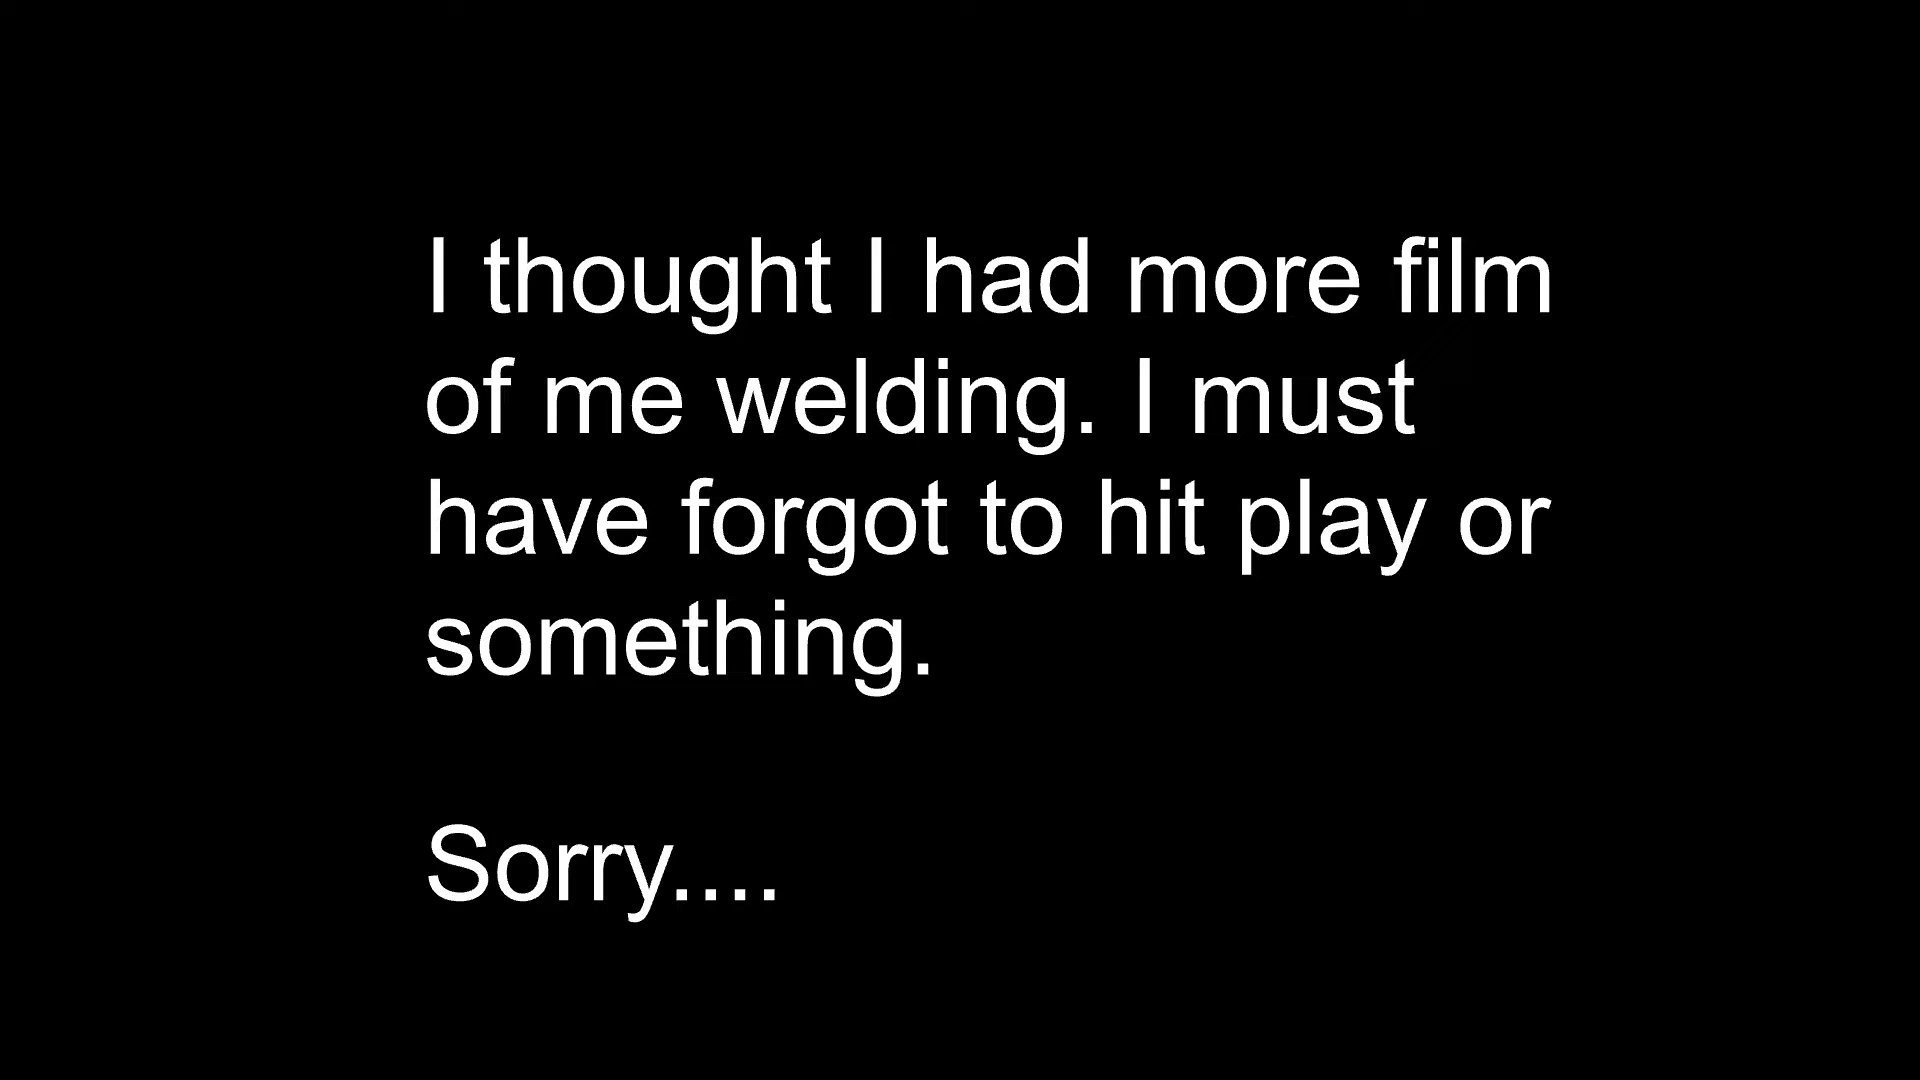 I thought I had more film
of me welding. I must
have forgot to hit play or
something.
Sorry....